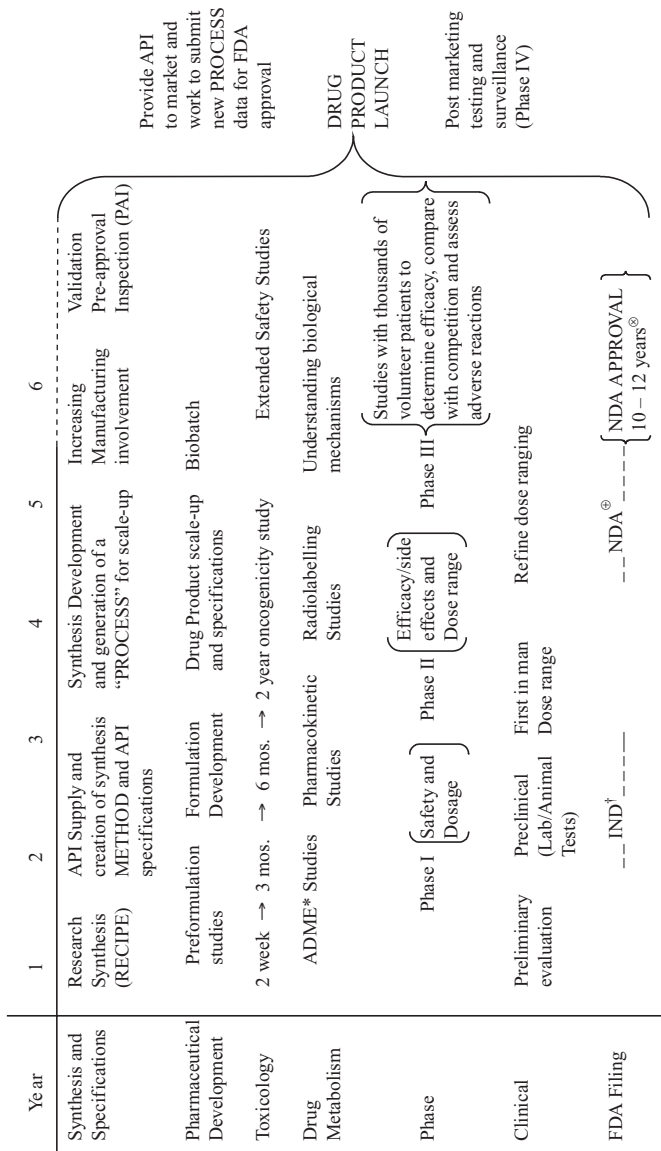 Year
1
2
3
4
5
6
Synthesis and
Specifications
Research
Synthesis
(RECIPE)
API Supply and
creation of synthesis
METHOD and API
specifications
Synthesis Development
and generation of a
“PROCESS” for scale-up
Increasing
Manufacturing
involvement
Validation
Pre-approval
Inspection (PAI)
Provide API
to market and
work to submit
new PROCESS
data for FDA
approval
Pharmaceutical
Development
Preformulation
studies
Formulation
Development
Drug Product scale-up
and specifications
Biobatch
Toxicology
2 week → 3 mos. → 6 mos. → 2 year oncogenicity study
Extended Safety Studies
Drug
Metabolism
ADME* Studies
Pharmacokinetic
Studies
Radiolabelling
Studies
Understanding biological
mechanisms
DRUG
PRODUCT
LAUNCH
Phase
Phase I
Safety and
Dosage
Phase II
Efficacy/side
effects and
Dose range
Phase III
Studies with thousands of
volunteer patients to
determine efficacy, compare
with competition and assess
adverse reactions
Post marketing
testing and
surveillance
(Phase IV)
Clinical
Preliminary
evaluation
Preclinical
(Lab/Animal
Tests)
First in man
Dose range
Refine dose ranging
FDA Filing
_ _ IND† _ _ _ _ _
_ _ NDA⊕ _ _ _ _ _
NDA APPROVAL
10 – 12 years⊗